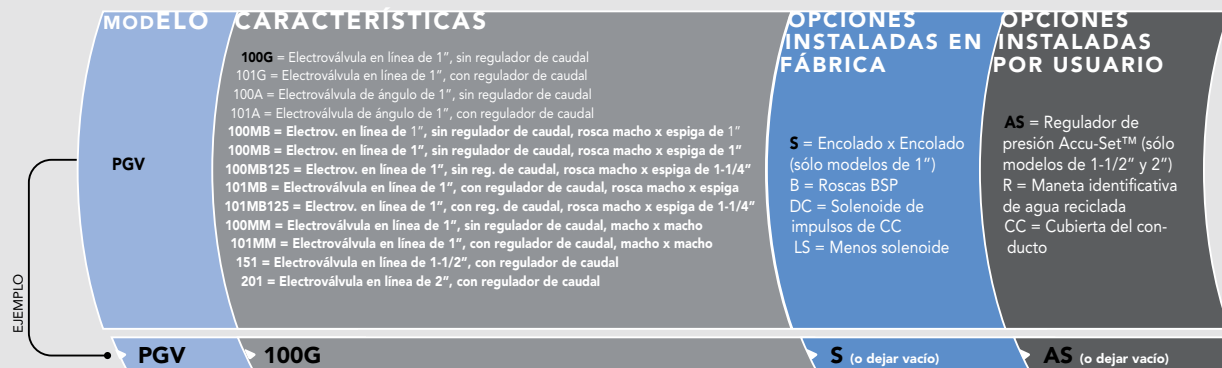 MODELO
CARACTERÍSTICAS
OPCIONES
INSTALADAS EN
FÁBRICA
OPCIONES
INSTALADAS
POR USUARIO
PGV
100G = Electroválvula en línea de 1”, sin regulador de caudal
101G = Electroválvula en línea de 1”, con regulador de caudal
100A = Electroválvula de ángulo de 1”, sin regulador de caudal
101A = Electroválvula de ángulo de 1”, con regulador de caudal
100MB = Electrov. en línea de 1”, sin regulador de caudal, rosca macho x espiga de 1”
100MB = Electrov. en línea de 1”, sin regulador de caudal, rosca macho x espiga de 1”
100MB125 = Electrov. en línea de 1”, sin reg. de caudal, rosca macho x espiga de 1-1/4”
101MB = Electroválvula en línea de 1”, con regulador de caudal, rosca macho x espiga
101MB125 = Electrov. en línea de 1”, con reg. de caudal, rosca macho x espiga de 1-1/4”
100MM = Electroválvula en línea de 1”, sin regulador de caudal, macho x macho
101MM = Electroválvula en línea de 1”, con regulador de caudal, macho x macho
151 = Electroválvula en línea de 1-1/2”, con regulador de caudal
201 = Electroválvula en línea de 2”, con regulador de caudal
S = Encolado x Encolado
(sólo modelos de 1”)
B = Roscas BSP
DC = Solenoide de
impulsos de CC
LS = Menos solenoide
AS = Regulador de
presión Accu-Set™ (sólo
modelos de 1-1/2” y 2”)
R = Maneta identificativa
de agua reciclada
CC = Cubierta del con-
ducto
EJEMPLO
PGV
100G
S (o dejar vacío)
AS (o dejar vacío)